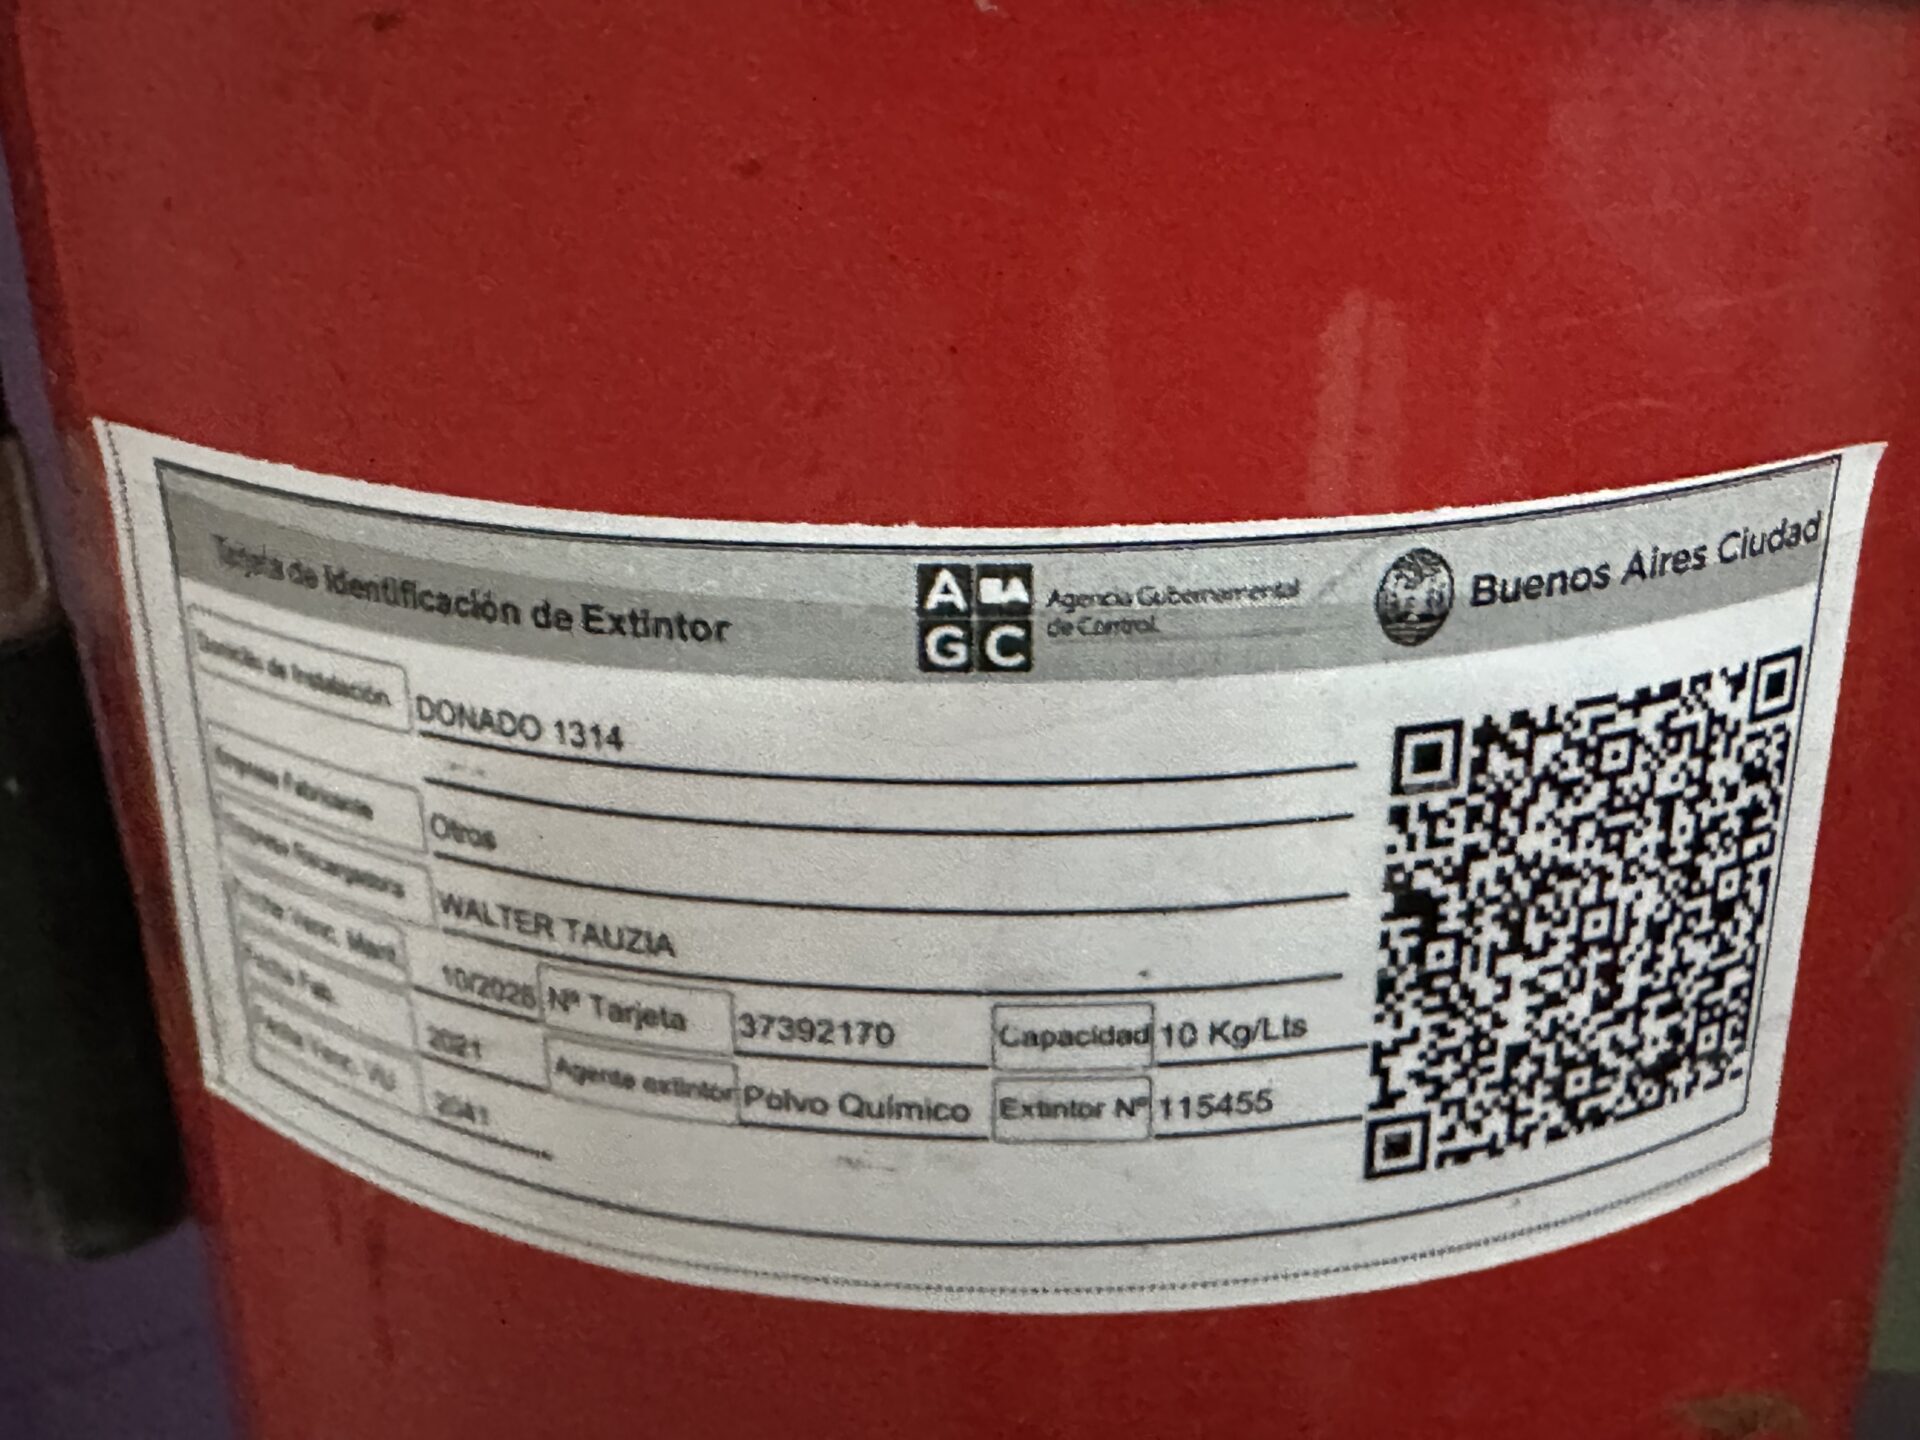 Tarjeta de Identificación de Extintor
A BA
G C
Agencia Gubernamental
de Control
Buenos Aires Ciudad
Domicilio de Instalación DONADO 1314
Empresa Fabricante Otros
Empresa Recargadora WALTER TAUZIA
Fecha Venc. Mant. Nº Tarjeta 37392170 Capacidad 10 Kg/Lts
Fecha Fab. 2021 Agente extintor Polvo Químico Extintor Nº 115455
Fecha Venc. VU 2041